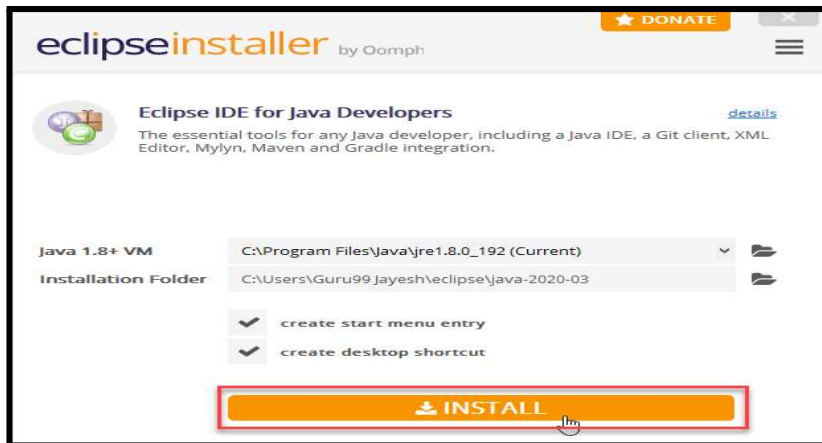 ★ DONATE
eclipseinstaller by Oomph
Eclipse IDE for Java Developers
details
The essential tools for any Java developer, including a Java IDE, a Git client, XML
Editor, Mylyn, Maven and Gradle integration.
Java 1.8+ VM
C:\Program Files\Java\jre1.8.0_192 (Current)
Installation Folder
C:\Users\Guru99 Jayesh\eclipse\java-2020-03
create start menu entry
create desktop shortcut
INSTALL